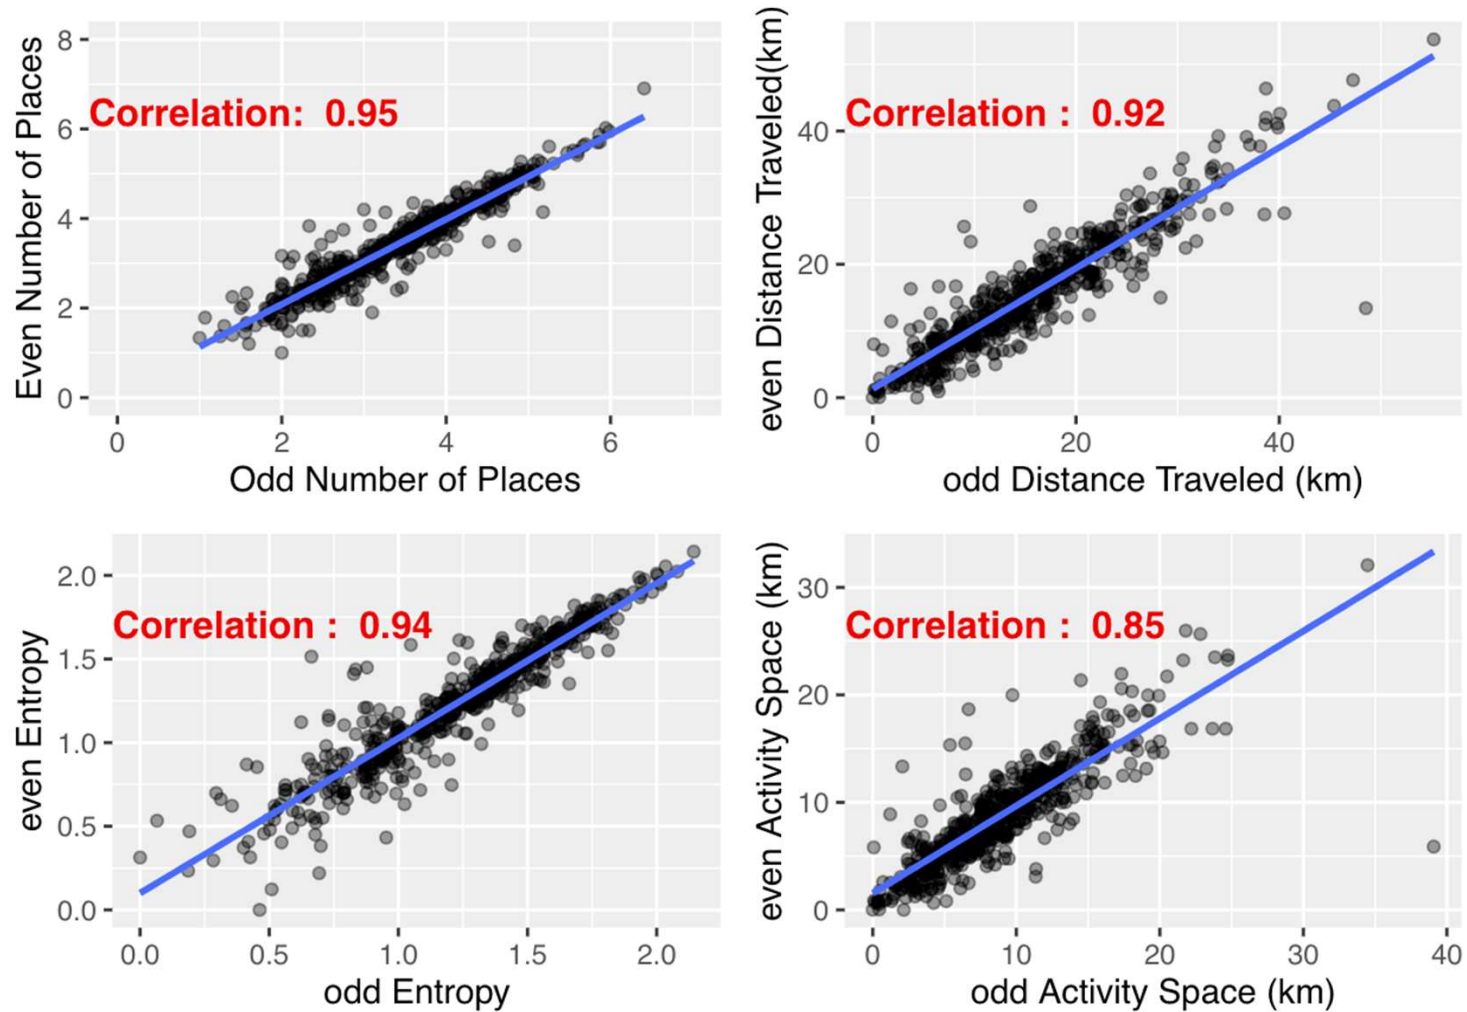 Even Number of Places
8
6
4
2
0
Correlation:  0.95
0
2
4
6
Odd Number of Places
even Distance Traveled(km)
40
20
0
Correlation :  0.92
0
20
40
odd Distance Traveled (km)
even Entropy
2.0
1.5
1.0
0.5
0.0
Correlation :  0.94
0.0
0.5
1.0
1.5
2.0
odd Entropy
even Activity Space (km)
30
20
10
0
Correlation :  0.85
0
10
20
30
40
odd Activity Space (km)